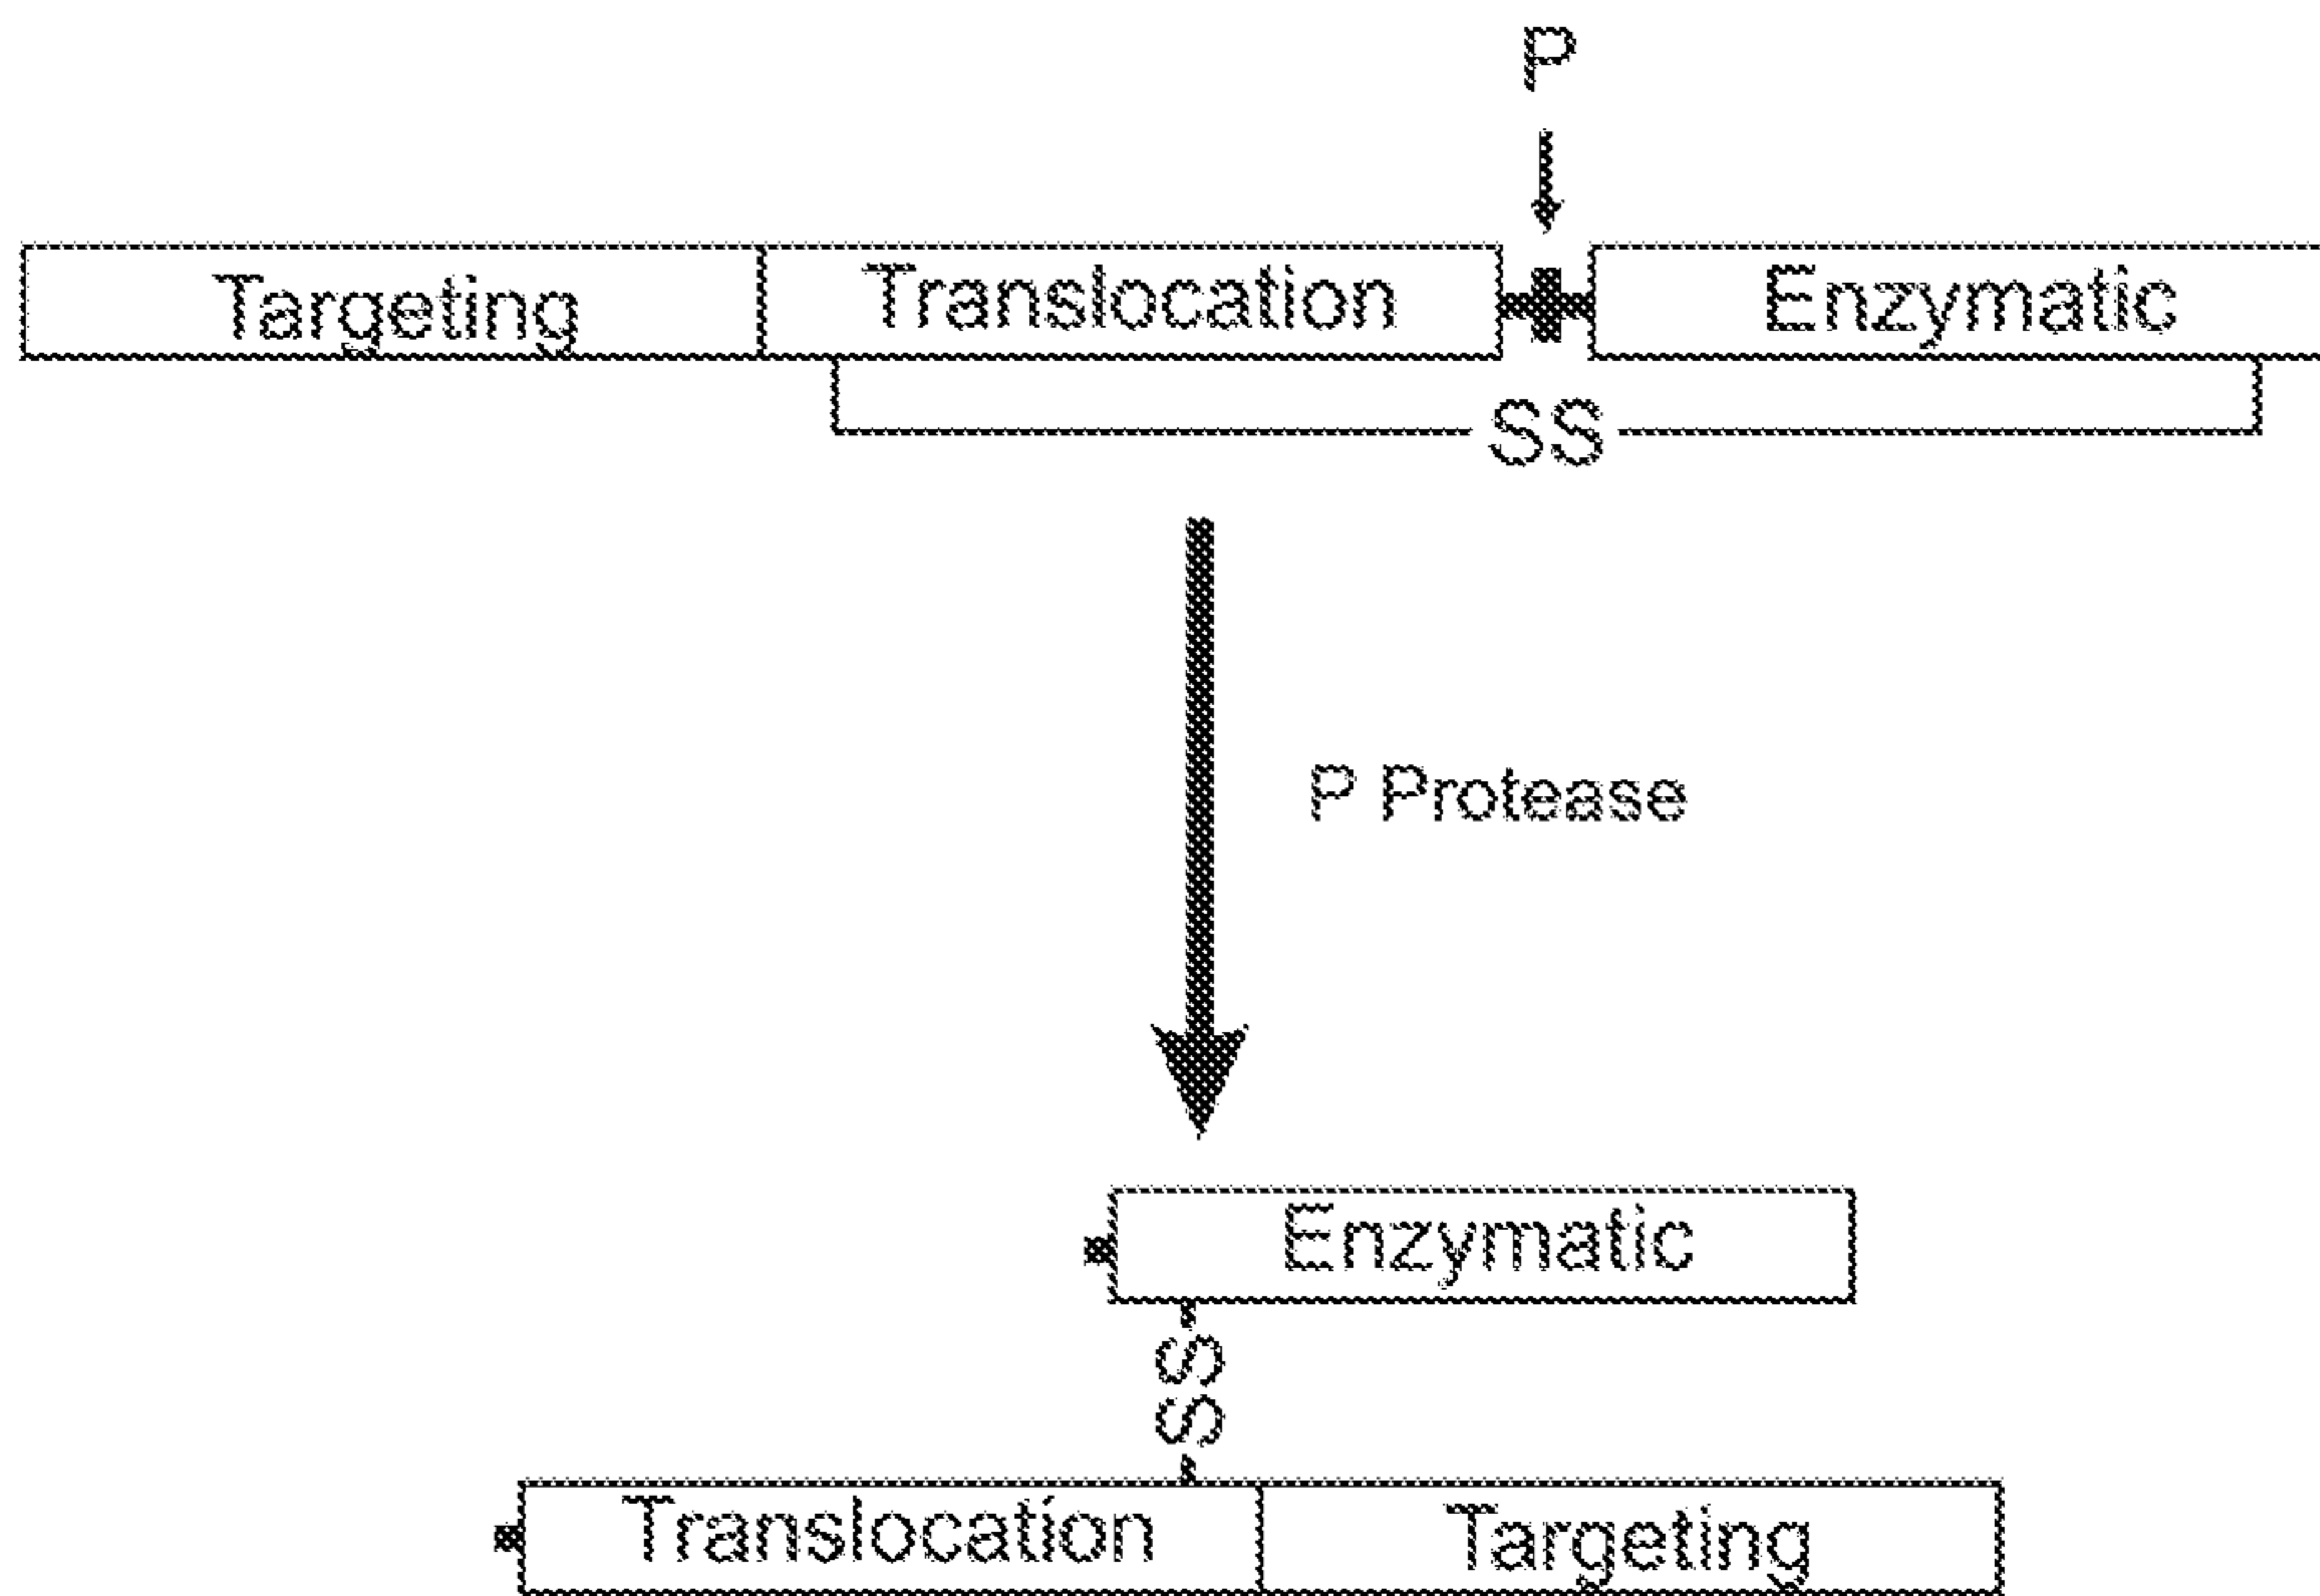 P
Targeting Translocation Enzymatic
SS
P Protease
Enzymatic
SS
Translocation Targeting